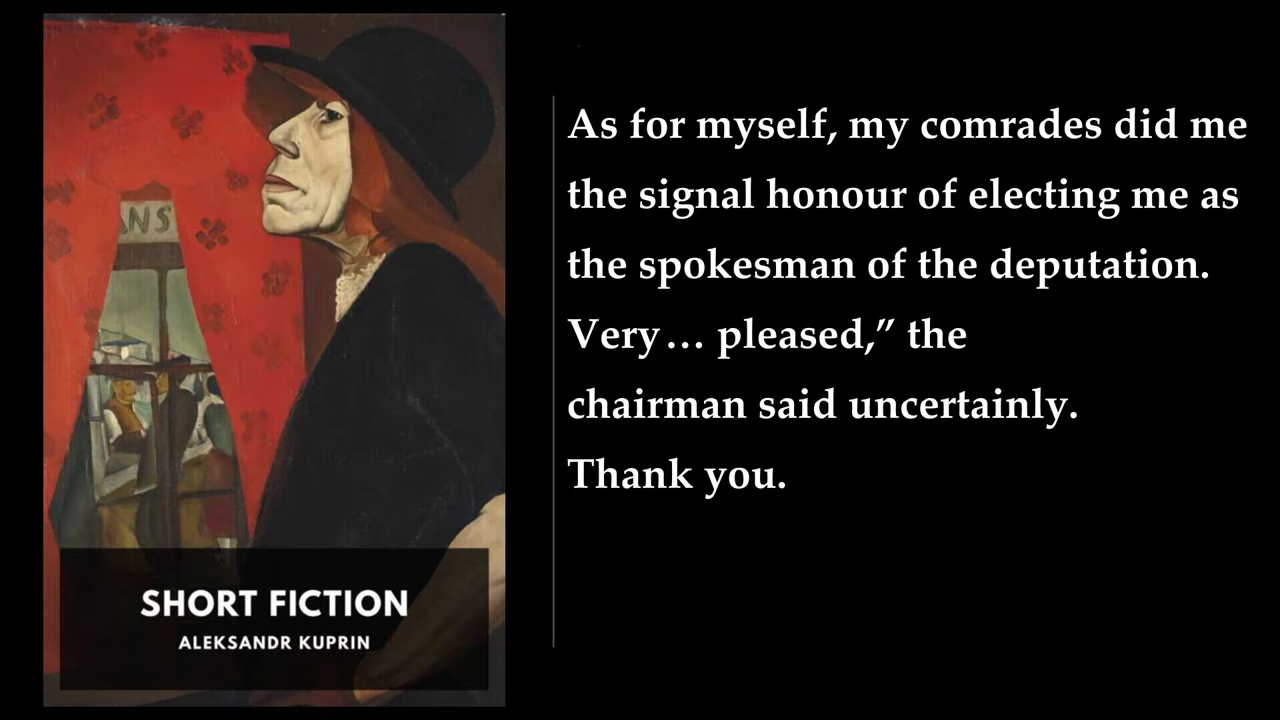 ANS
SHORT FICTION
ALEKSANDR KUPRIN
As for myself, my comrades did me
the signal honour of electing me as
the spokesman of the deputation.
Very… pleased,” the
chairman said uncertainly.
Thank you.